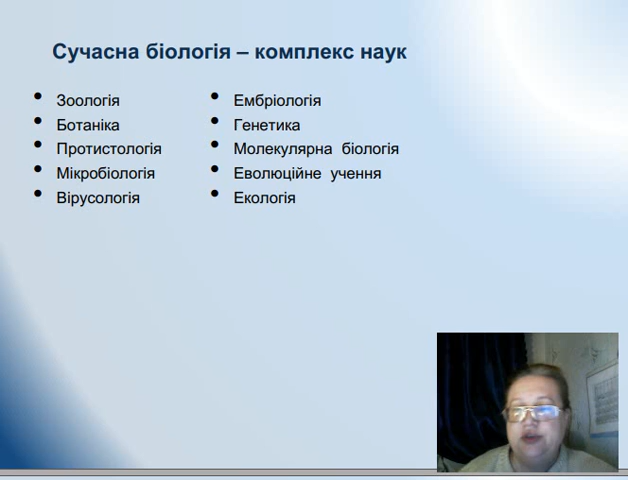 Сучасна біологія – комплекс наук
Зоологія
Ботаніка
Протистологія
Мікробіологія
Вірусологія
Ембріологія
Генетика
Молекулярна біологія
Еволюційне учення
Екологія